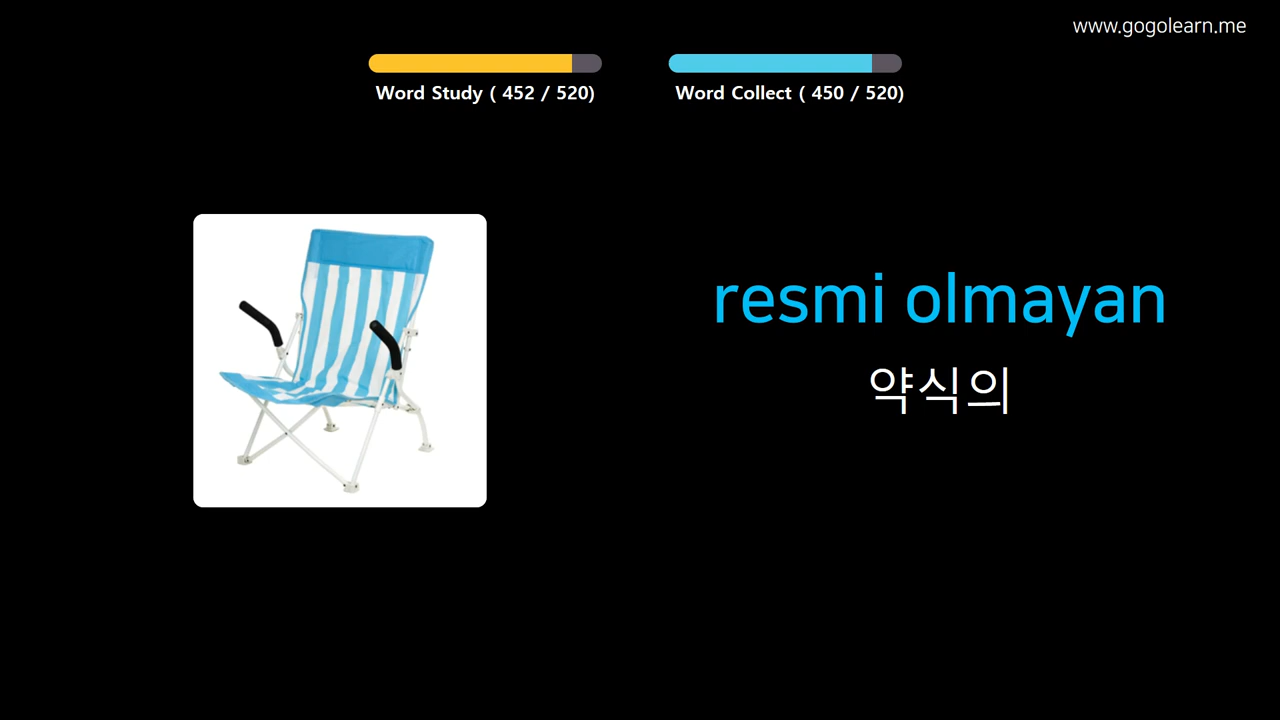 www.gogolearn.me
Word Study ( 452 / 520)
Word Collect ( 450 / 520)
resmi olmayan
약식의